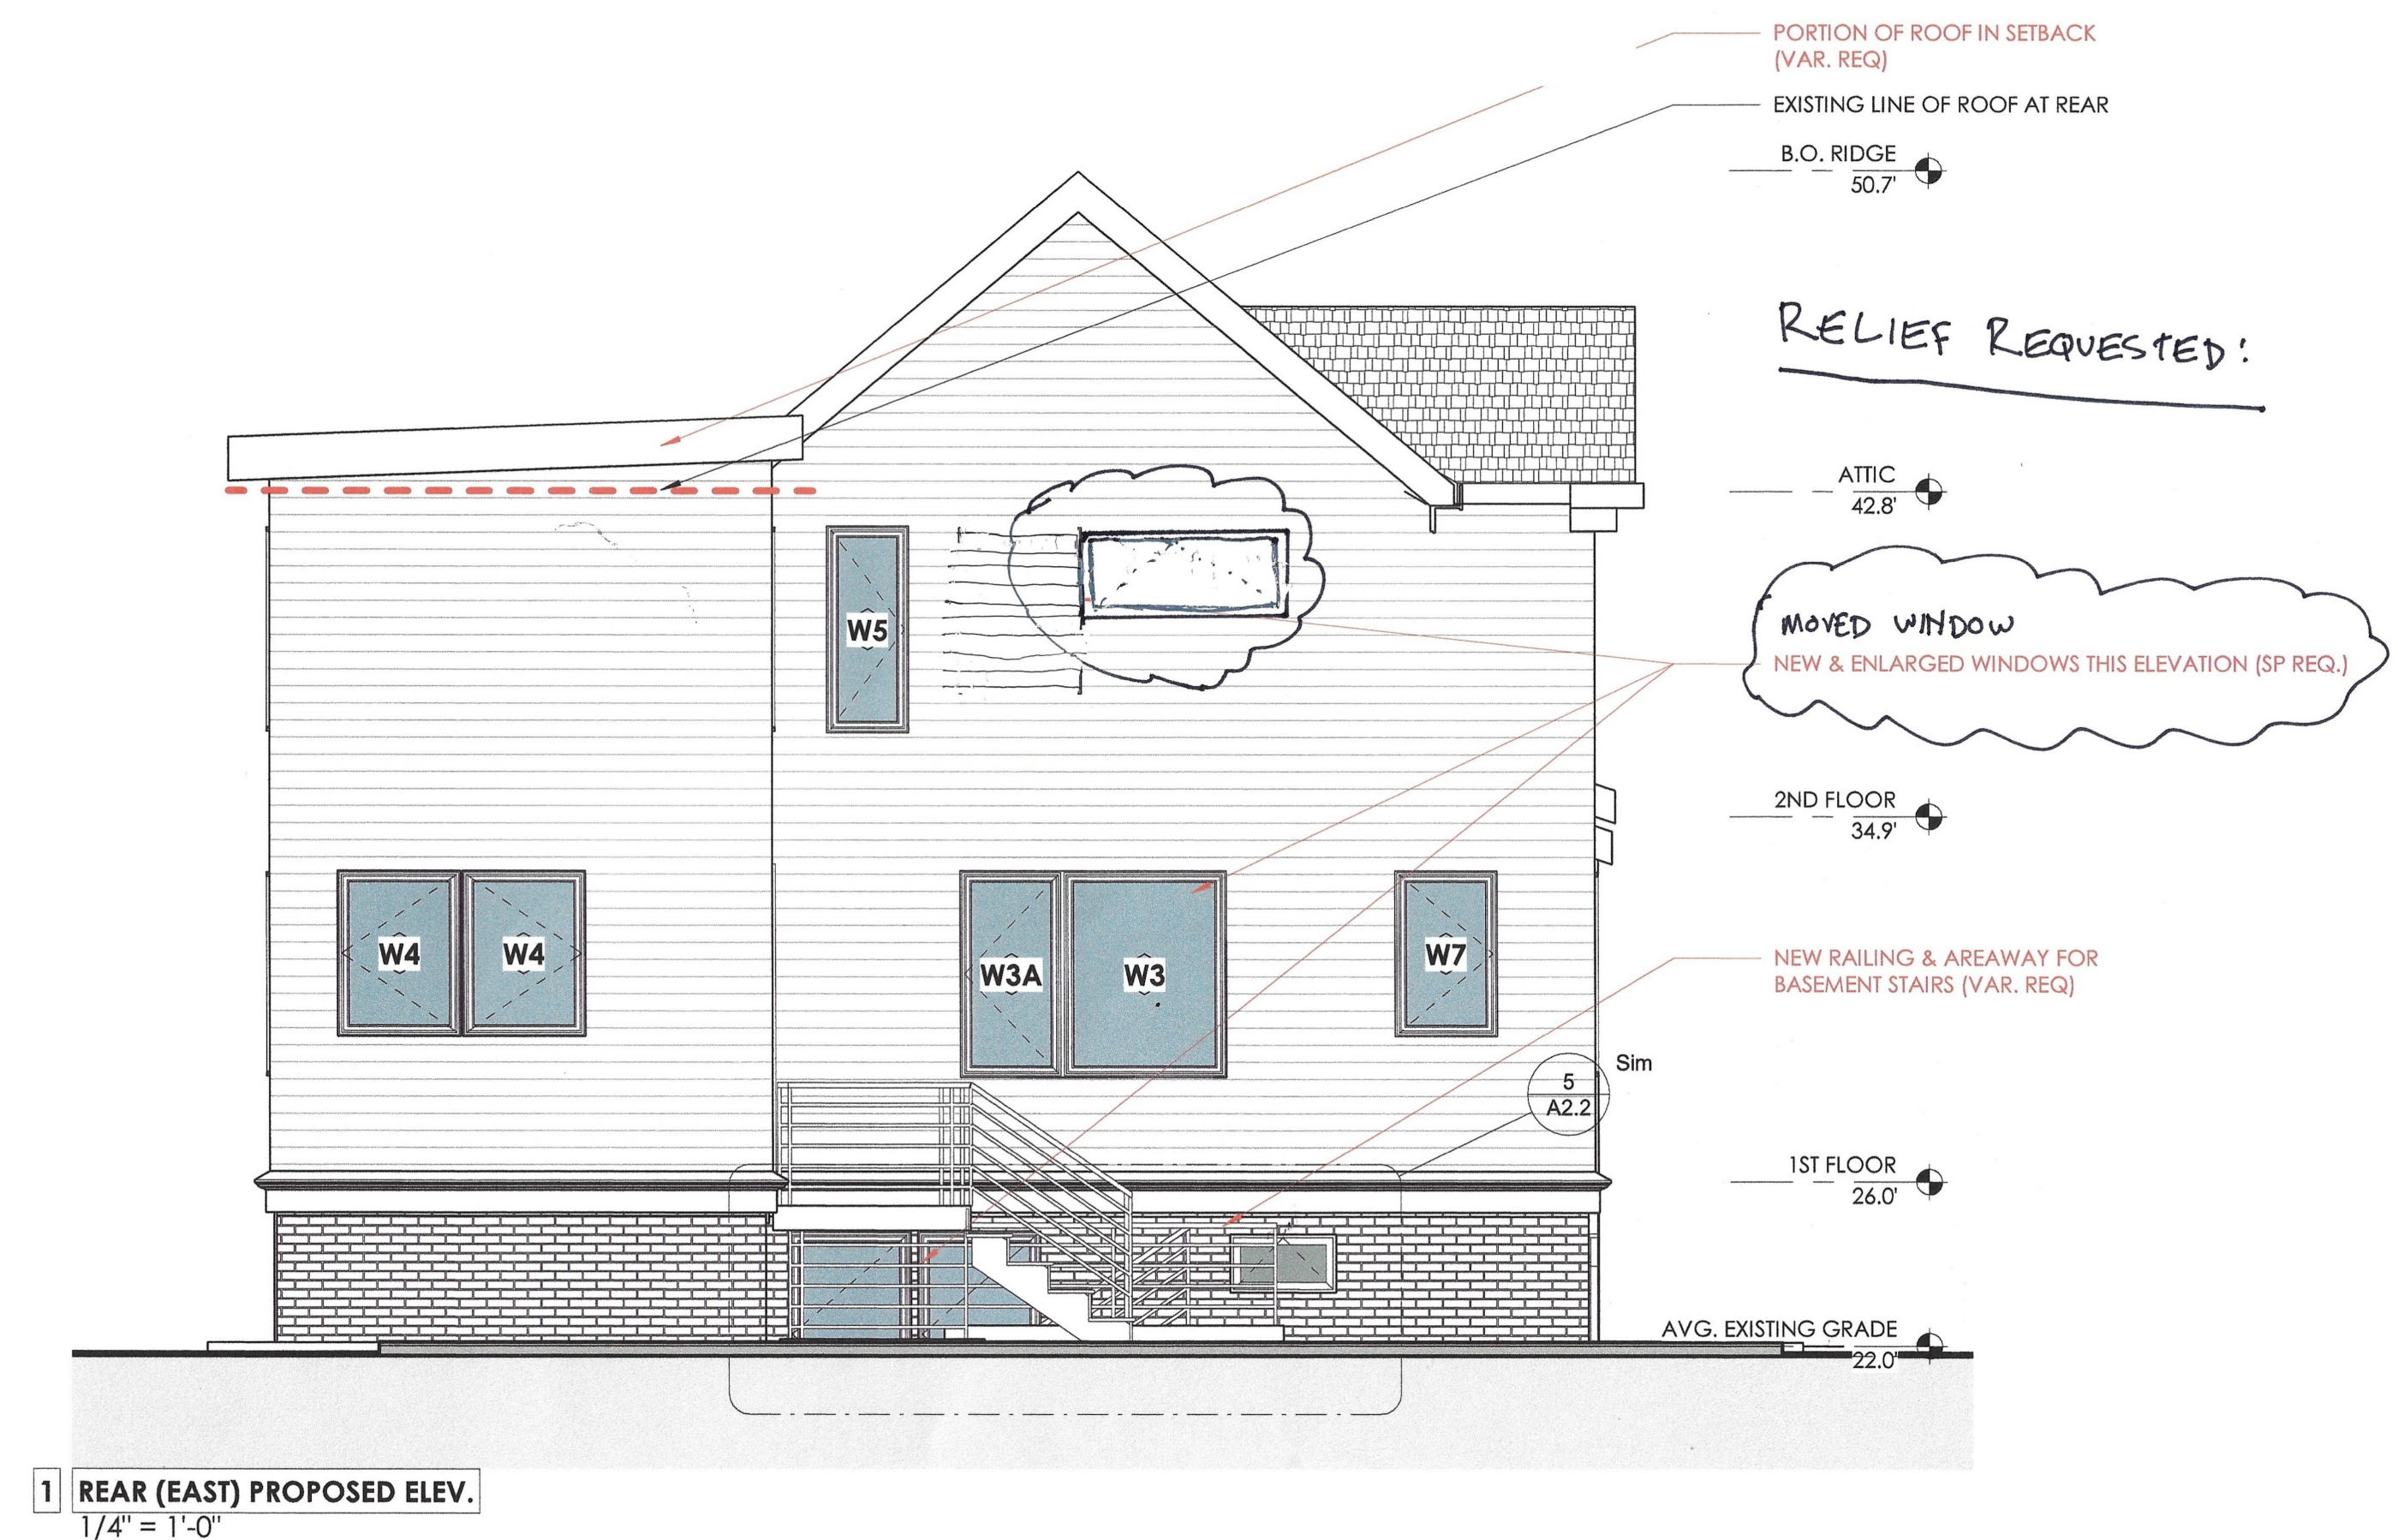 PORTION OF ROOF IN SETBACK
(VAR. REQ)
EXISTING LINE OF ROOF AT REAR
B.O. RIDGE
50.7'
RELIEF REQUESTED:
ATTIC
42.8'
W5
MOVED WINDOW
NEW & ENLARGED WINDOWS THIS ELEVATION (SP REQ.)
2ND FLOOR
34.9'
W4 W4 W3A W3 W7
NEW RAILING & AREAWAY FOR
BASEMENT STAIRS (VAR. REQ)
Sim
5
A2.2
1ST FLOOR
26.0'
AVG. EXISTING GRADE
22.0'
1 REAR (EAST) PROPOSED ELEV.
1/4" = 1'-0"